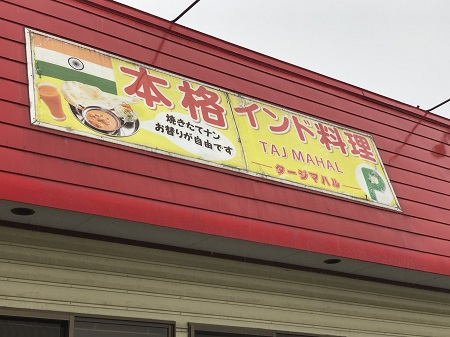 本格インド料理
焼きたてナン
お替りが自由です
TAJ MAHAL
タージマハル
P